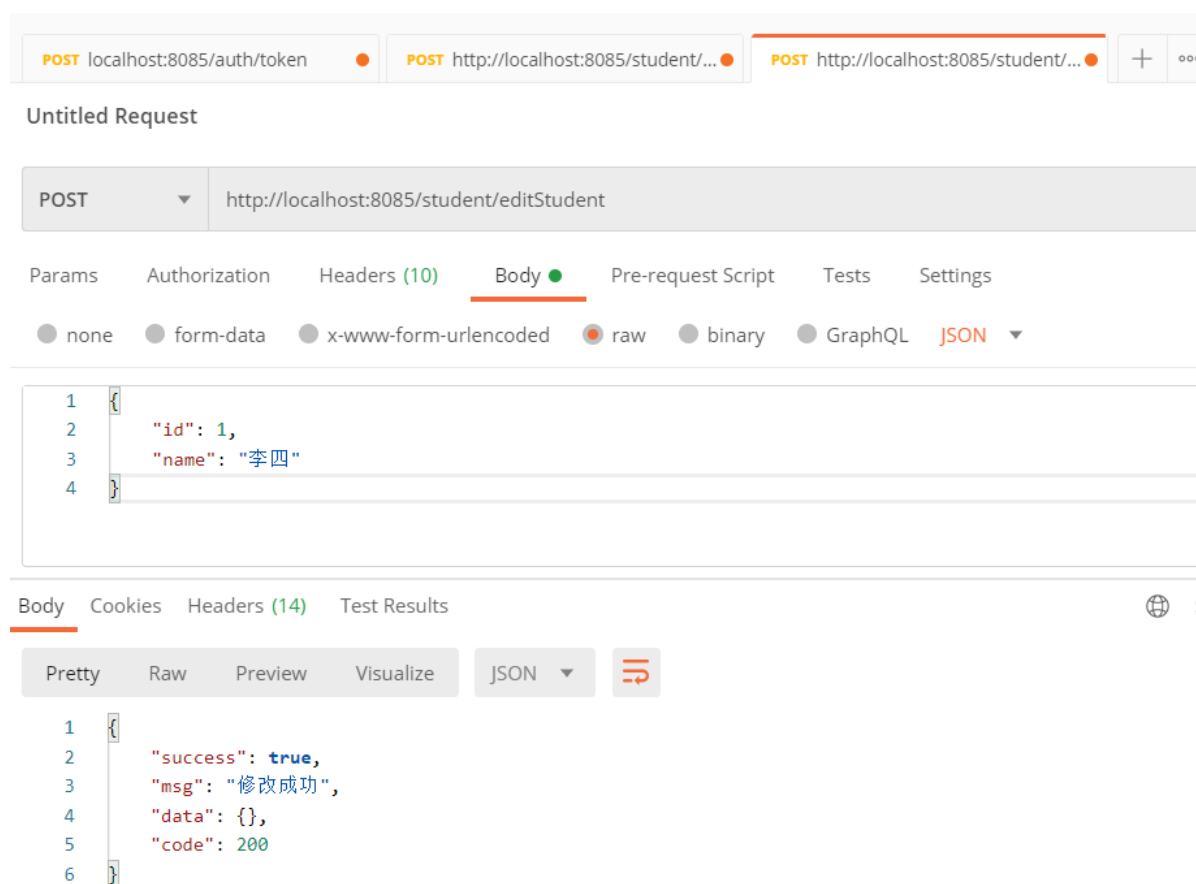 POST localhost:8085/auth/token POST http://localhost:8085/student/... POST http://localhost:8085/student/...
Untitled Request
POST http://localhost:8085/student/editStudent
Params Authorization Headers (10) Body Pre-request Script Tests Settings
none form-data x-www-form-urlencoded raw binary GraphQL JSON
1 {
2 "id": 1,
3 "name": "李四"
4 }
Body Cookies Headers (14) Test Results
Pretty Raw Preview Visualize JSON
1 {
2 "success": true,
3 "msg": "修改成功",
4 "data": {},
5 "code": 200
6 }